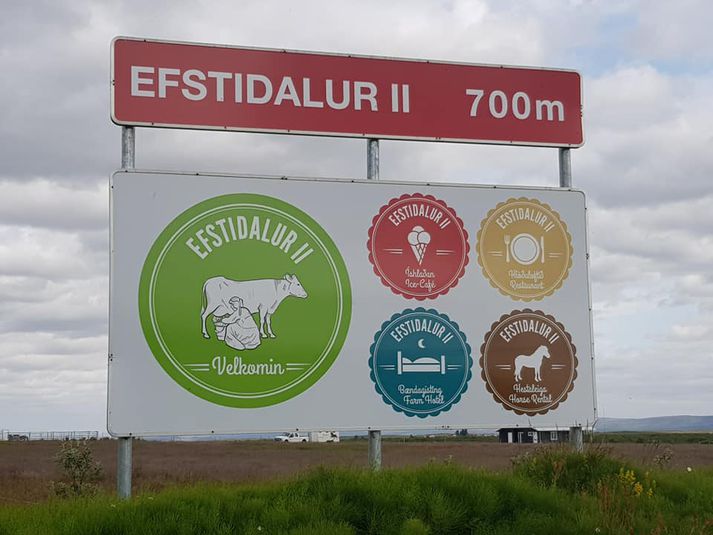 EFSTIDALUR II 700m
EFSTIDALUR II
Velkomin
EFSTIDALUR II
Íshlaðan
Ice-Café
EFSTIDALUR II
Hlöðuloftið
Restaurant
EFSTIDALUR II
Bændagisting
Farm Hotel
EFSTIDALUR II
Hestaleiga
Horse Rental